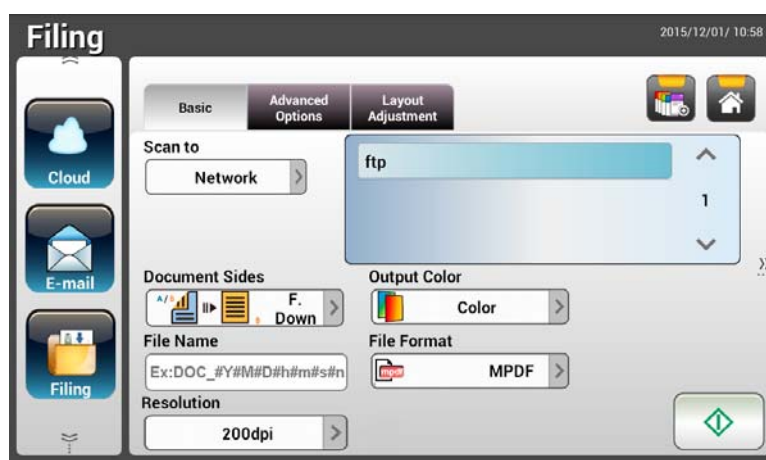 Filing
2015/12/01/ 10:58
Basic
Advanced
Options
Layout
Adjustment
Cloud
E-mail
Filing
Scan to
Network
ftp
1
Document Sides
F.
Down
Output Color
Color
File Name
Ex:DOC_#Y#M#D#h#m#s#n
File Format
MPDF
Resolution
200dpi